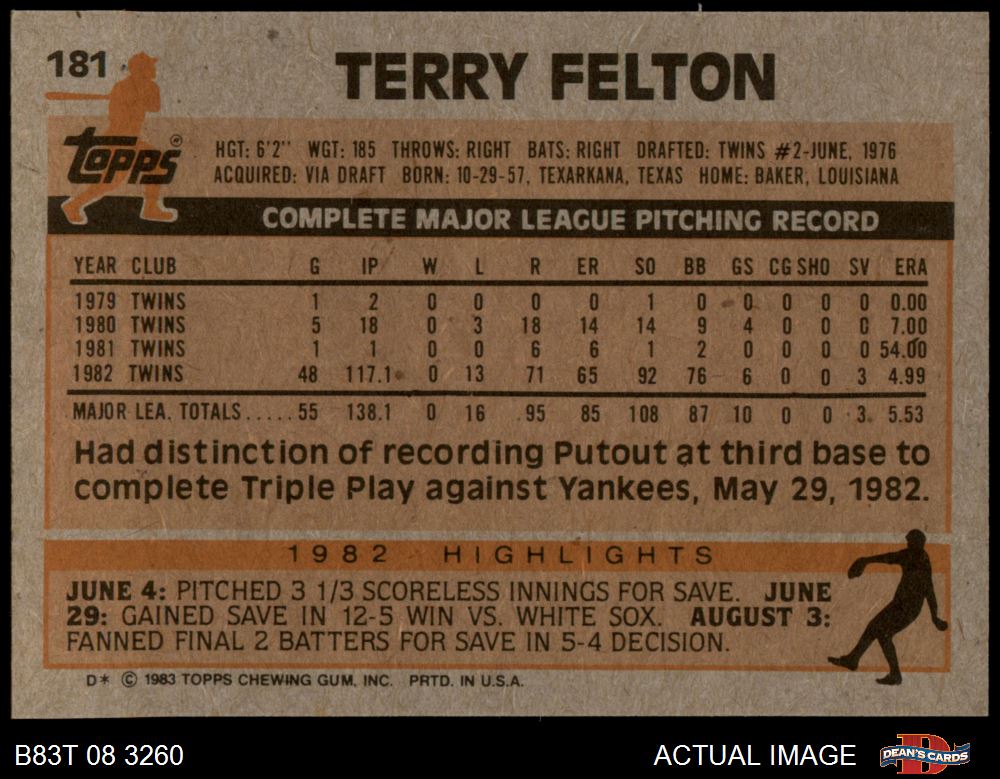 181
TERRY FELTON
topps®
HGT: 6'2" WGT: 185 THROWS: RIGHT BATS: RIGHT DRAFTED: TWINS #2-JUNE, 1976
ACQUIRED: VIA DRAFT BORN: 10-29-57, TEXARKANA, TEXAS HOME: BAKER, LOUISIANA
COMPLETE MAJOR LEAGUE PITCHING RECORD
YEAR CLUB G IP W L R ER SO BB GS CG SHO SV ERA
1979 TWINS 1 2 0 0 0 0 1 0 0 0 0 0 0.00
1980 TWINS 5 18 0 3 18 14 14 9 4 0 0 0 7.00
1981 TWINS 1 1 0 0 6 6 1 2 0 0 0 0 54.00
1982 TWINS 48 117.1 0 13 71 65 92 76 6 0 0 3 4.99
MAJOR LEA. TOTALS..... 55 138.1 0 16 95 85 108 87 10 0 0 3 5.53
Had distinction of recording Putout at third base to
complete Triple Play against Yankees, May 29, 1982.
1982 HIGHLIGHTS
JUNE 4: PITCHED 3 1/3 SCORELESS INNINGS FOR SAVE. JUNE
29: GAINED SAVE IN 12-5 WIN VS. WHITE SOX. AUGUST 3:
FANNED FINAL 2 BATTERS FOR SAVE IN 5-4 DECISION.
D* © 1983 TOPPS CHEWING GUM, INC. PRTD. IN U.S.A.
B83T 08 3260
ACTUAL IMAGE
D
DEAN'S CARDS